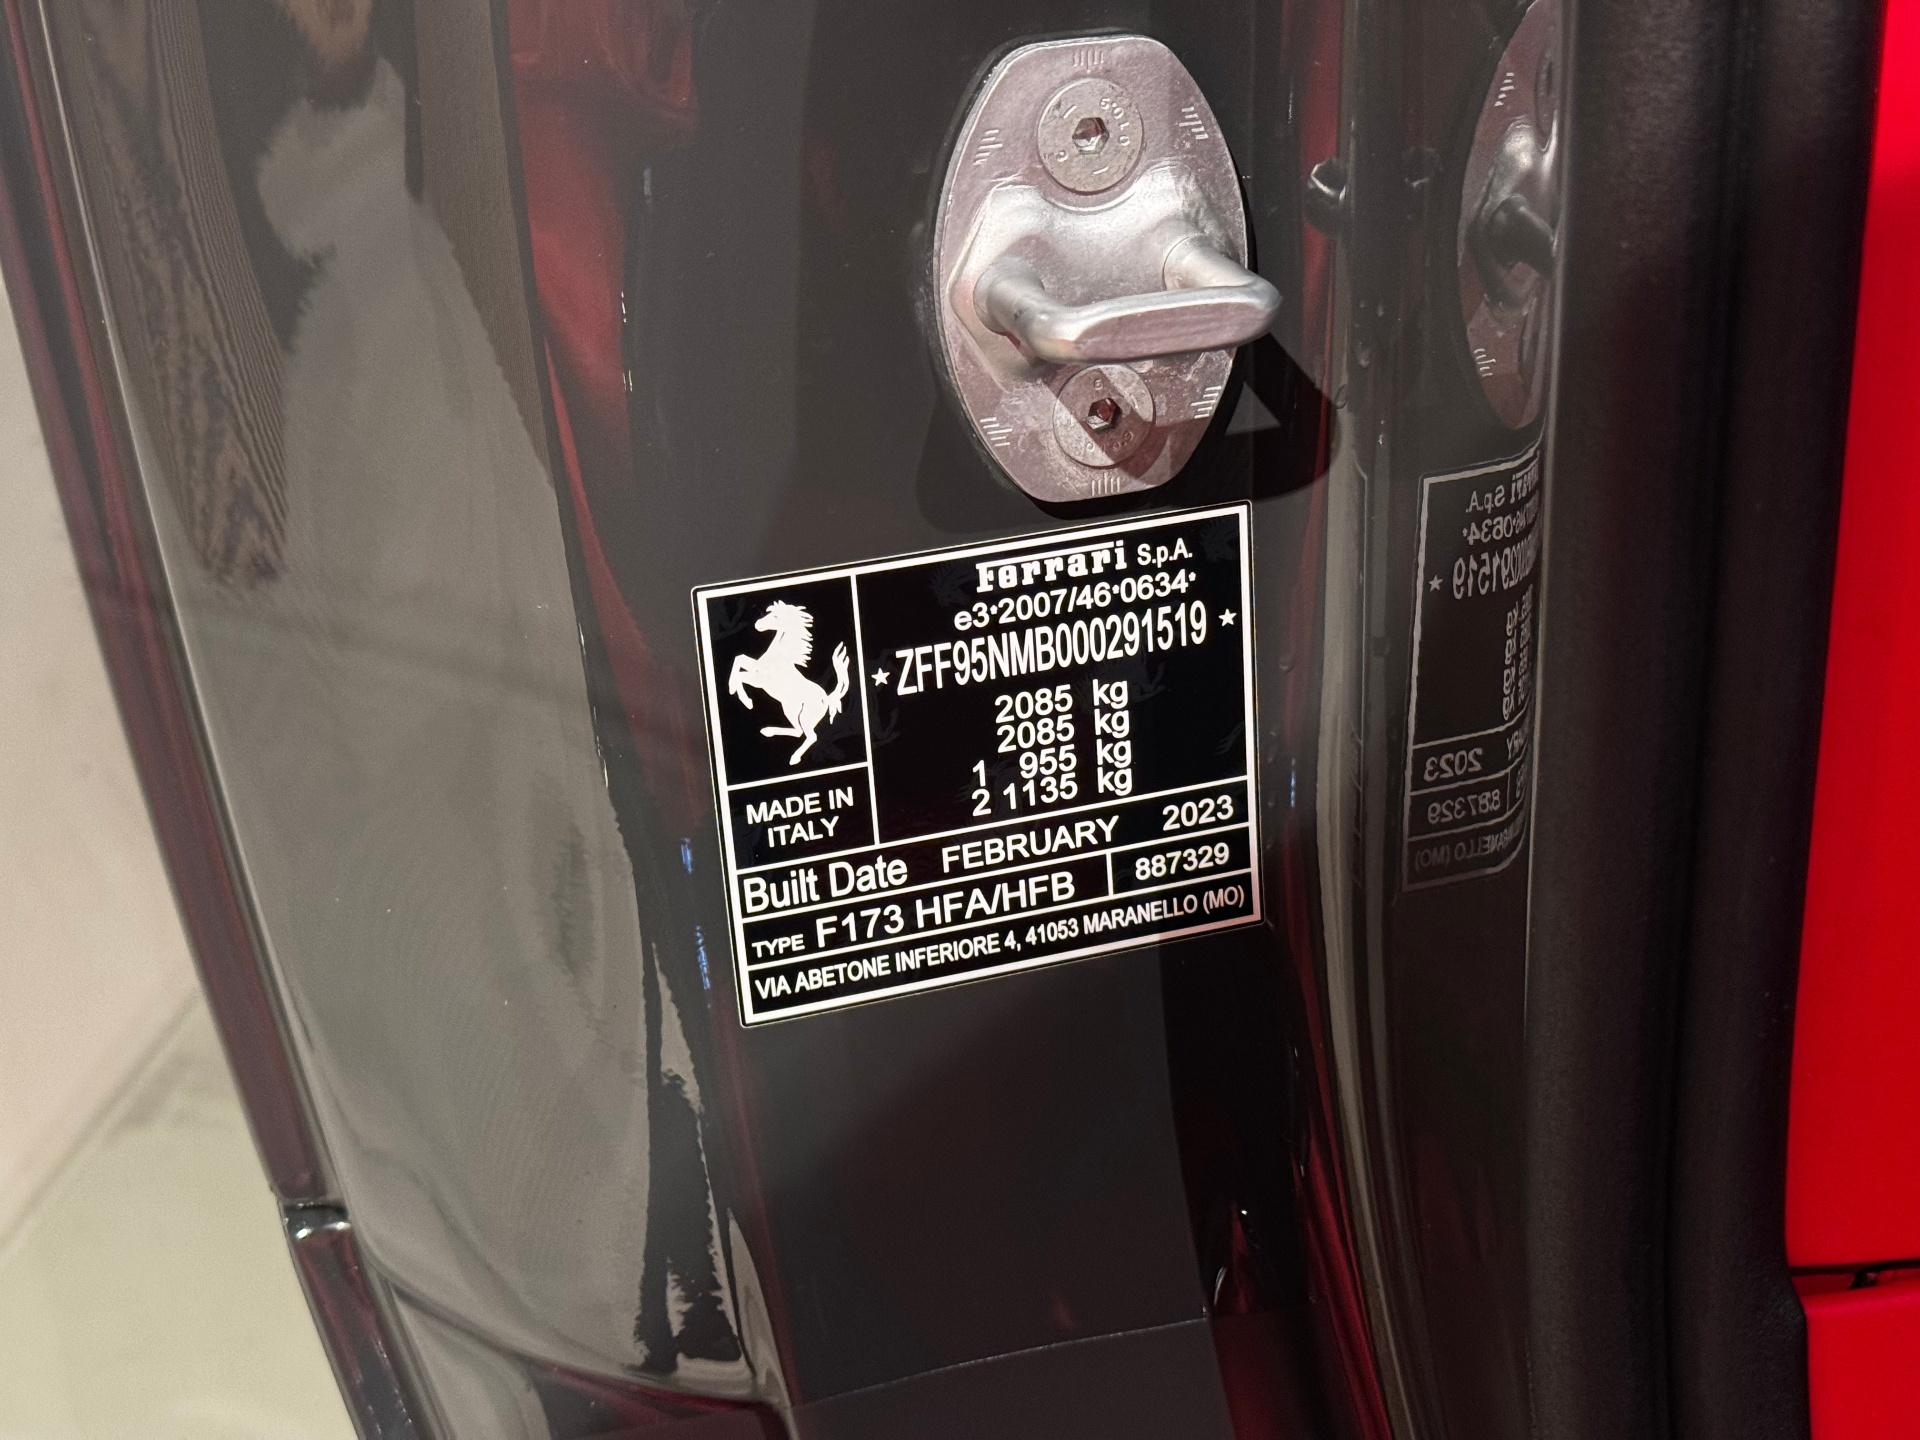 Ferrari S.p.A.
e3*2007/46*0634*
★ ZFF95NMB000291519 ★
2085 kg
2085 kg
1 955 kg
2 1135 kg
MADE IN
ITALY
Built Date FEBRUARY 2023
TYPE F173 HFA/HFB 887329
VIA ABETONE INFERIORE 4, 41053 MARANELLO (MO)